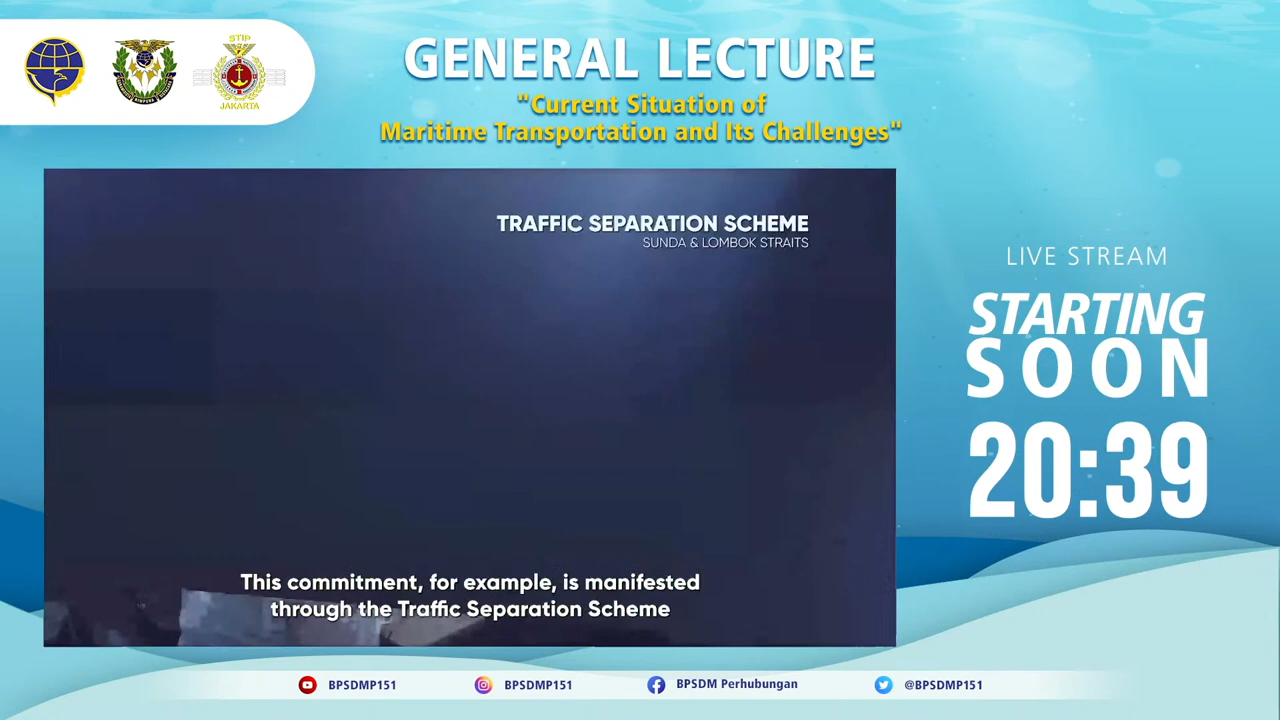 STIP
JAKARTA
GENERAL LECTURE
"Current Situation of
Maritime Transportation and Its Challenges"
TRAFFIC SEPARATION SCHEME
SUNDA & LOMBOK STRAITS
This commitment, for example, is manifested
through the Traffic Separation Scheme
LIVE STREAM
STARTING
SOON
20:39
BPSDMP151
BPSDMP151
BPSDM Perhubungan
@BPSDMP151